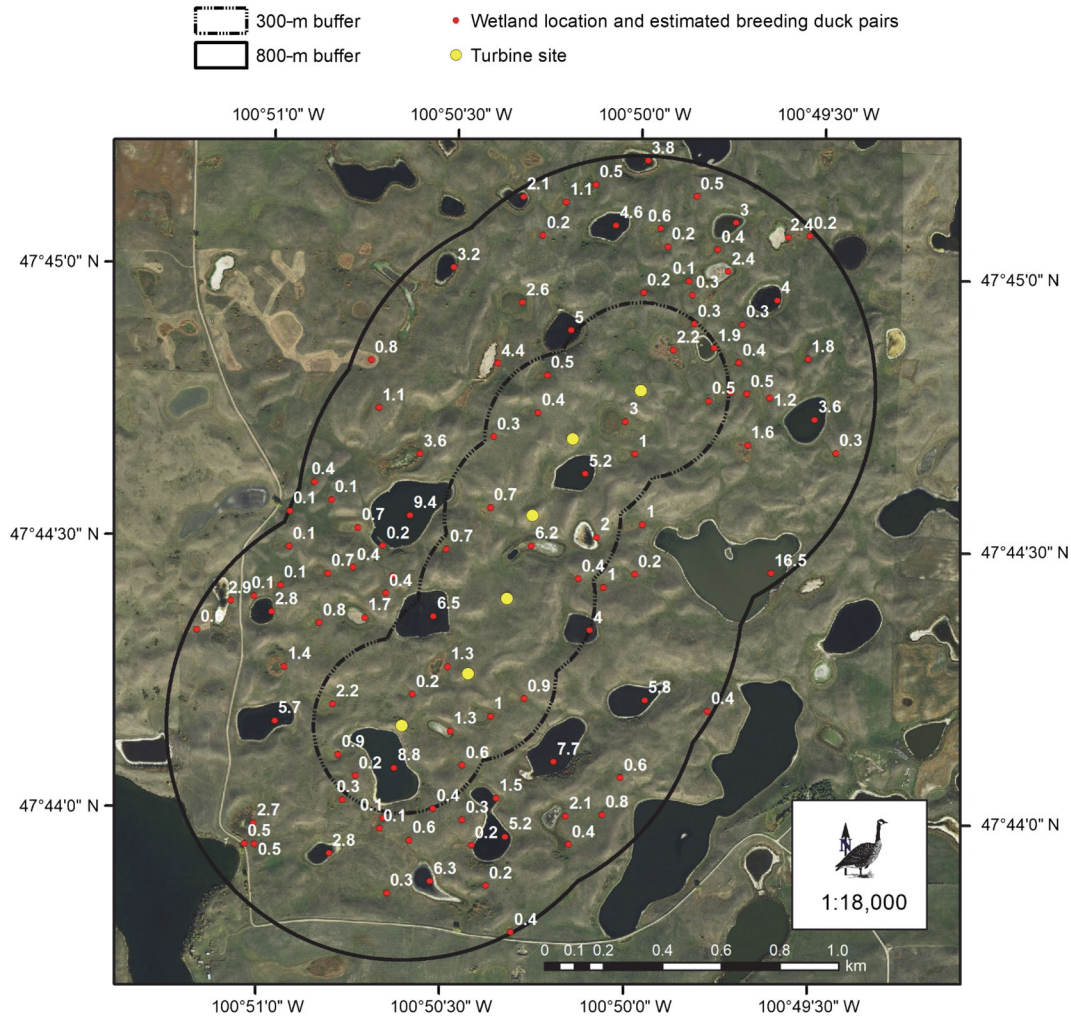 300-m buffer
800-m buffer
Wetland location and estimated breeding duck pairs
Turbine site
100°51'0" W 100°50'30" W 100°50'0" W 100°49'30" W
3.8
0.5
2.1 1.1 0.5
0.2 4.6 0.6 3 2.4 0.2
0.2 0.4
47°45'0" N 3.2 2.4 47°45'0" N
0.1
2.6 0.2 0.3 4
5 0.3 0.3
0.8 4.4 2.2 1.9 0.4 1.8
0.5
1.1 0.4 3 0.5 0.5 1.2
0.3 3.6
3.6 1 1.6 0.3
0.4 5.2
0.1 0.1 9.4 0.7
0.7 1
47°44'30" N 0.1 0.2 0.7 6.2 2 47°44'30" N
0.7 0.4 0.4 0.2 16.5
2.9 0.1 0.1 0.4 1
2.8 0.8 1.7 6.5 4
1.4 1.3
0.2 5.8
5.7 2.2 1 0.9 0.4
1.3
0.9 8.8 0.6 7.7
0.2 0.6
0.3 1.5
47°44'0" N 0.1 0.4 0.3 2.1 0.8 47°44'0" N
2.7 0.1
0.5 0.6 0.2 5.2 0.4
0.5 2.8
6.3 0.2
0.3
0.4
N
1:18,000
0 0.1 0.2 0.4 0.6 0.8 1.0
km
100°51'0" W 100°50'30" W 100°50'0" W 100°49'30" W